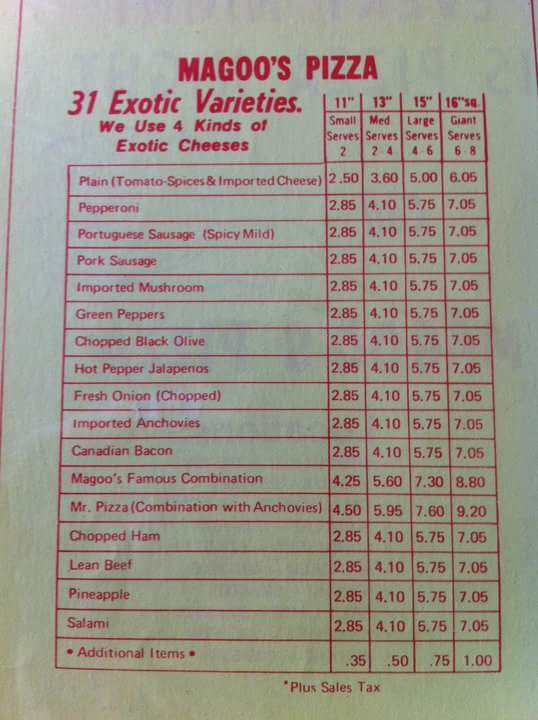 MAGOO'S PIZZA
31 Exotic Varieties.
We Use 4 Kinds of
Exotic Cheeses
11" 13" 15" 16"sq.
Small Med Large Giant
Serves Serves Serves Serves
2 2-4 4-6 6-8
Plain (Tomato-Spices & Imported Cheese) 2.50 3.60 5.00 6.05
Pepperoni 2.85 4.10 5.75 7.05
Portuguese Sausage (Spicy Mild) 2.85 4.10 5.75 7.05
Pork Sausage 2.85 4.10 5.75 7.05
Imported Mushroom 2.85 4.10 5.75 7.05
Green Peppers 2.85 4.10 5.75 7.05
Chopped Black Olive 2.85 4.10 5.75 7.05
Hot Pepper Jalapenos 2.85 4.10 5.75 7.05
Fresh Onion (Chopped) 2.85 4.10 5.75 7.05
Imported Anchovies 2.85 4.10 5.75 7.05
Canadian Bacon 2.85 4.10 5.75 7.05
Magoo's Famous Combination 4.25 5.60 7.30 8.80
Mr. Pizza (Combination with Anchovies) 4.50 5.95 7.60 9.20
Chopped Ham 2.85 4.10 5.75 7.05
Lean Beef 2.85 4.10 5.75 7.05
Pineapple 2.85 4.10 5.75 7.05
Salami 2.85 4.10 5.75 7.05
• Additional Items • .35 .50 .75 1.00
*Plus Sales Tax